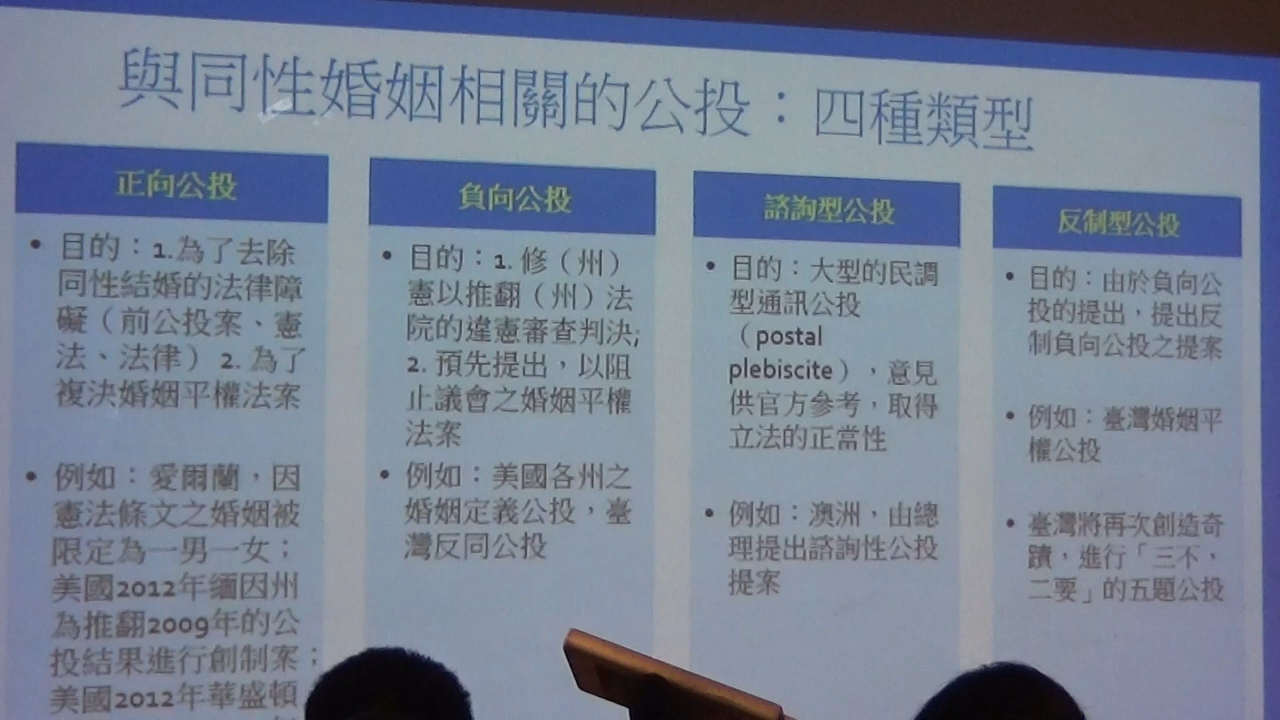 與同性婚姻相關的公投：四種類型
正向公投
• 目的：1.為了去除
同性結婚的法律障
礙（前公投案、憲
法、法律）2. 為了
複決婚姻平權法案
• 例如：愛爾蘭，因
憲法條文之婚姻被
限定為一男一女；
美國2012年緬因州
為推翻2009年的公
投結果進行創制案；
美國2012年華盛頓
負向公投
• 目的：1. 修（州）
憲以推翻（州）法
院的違憲審查判決;
2. 預先提出，以阻
止議會之婚姻平權
法案
• 例如：美國各州之
婚姻定義公投，臺
灣反同公投
諮詢型公投
• 目的：大型的民調
型通訊公投
（postal
plebiscite），意見
供官方參考，取得
立法的正當性
• 例如：澳洲，由總
理提出諮詢性公投
提案
反制型公投
• 目的：由於負向公
投的提出，提出反
制負向公投之提案
• 例如：臺灣婚姻平
權公投
• 臺灣將再次創造奇
蹟，進行「三不，
二要」的五題公投